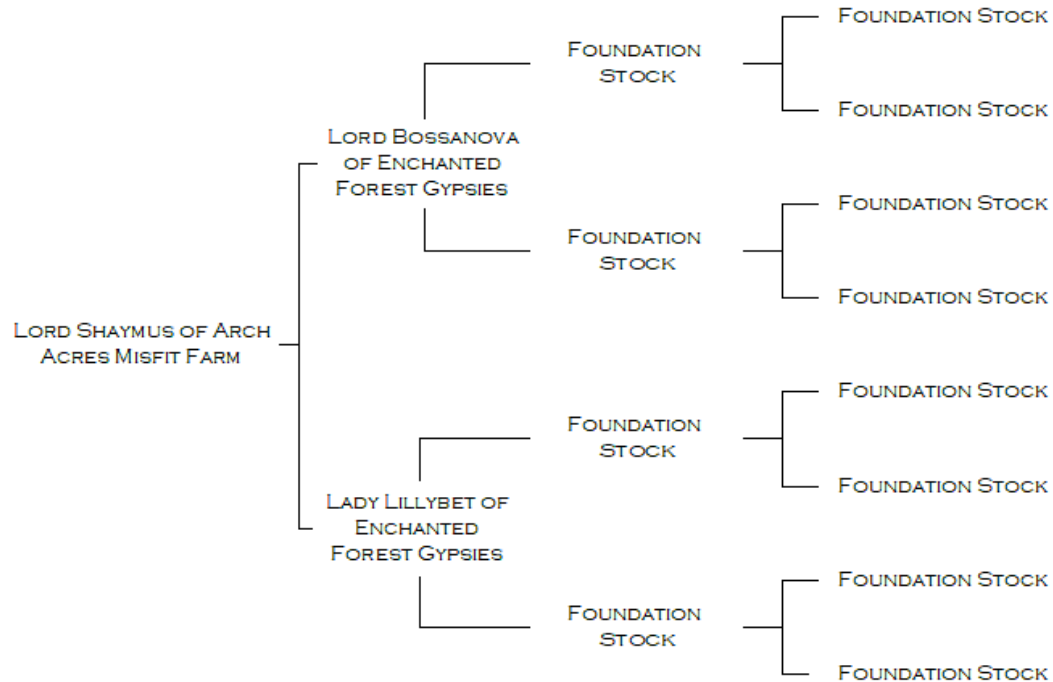 Foundation Stock
Foundation
Stock
Foundation Stock
Lord Bossanova
of Enchanted
Forest Gypsies
Foundation Stock
Foundation
Stock
Foundation Stock
Lord Shaymus of Arch
Acres Misfit Farm
Foundation Stock
Foundation
Stock
Foundation Stock
Lady Lillybet of
Enchanted
Forest Gypsies
Foundation Stock
Foundation
Stock
Foundation Stock